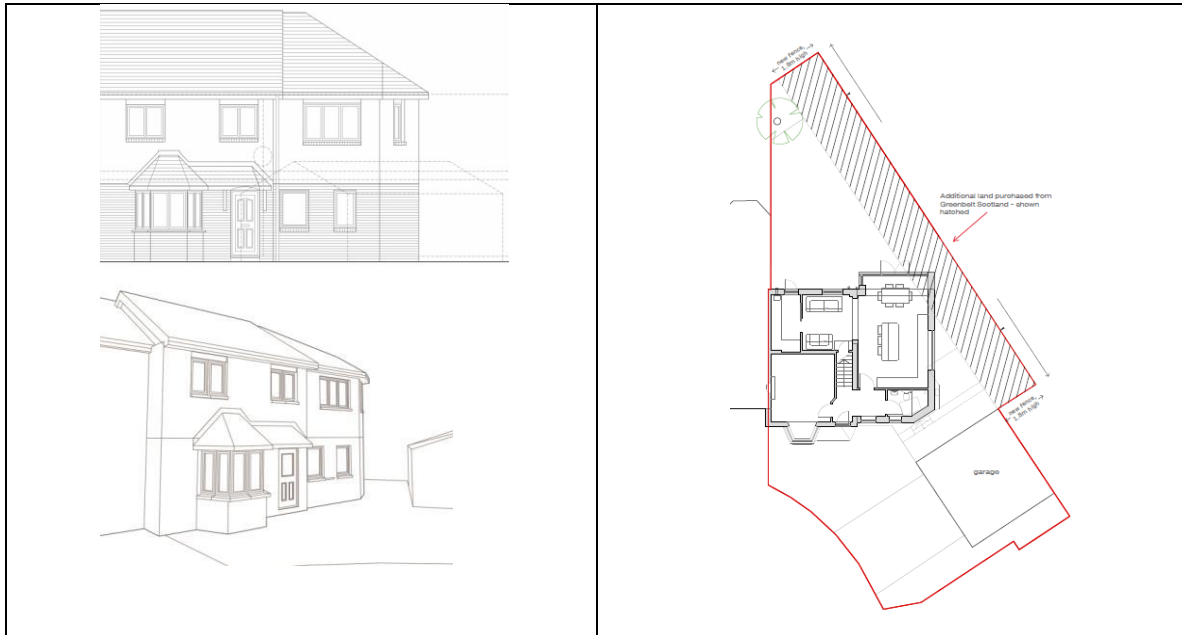 new fence,
1.8m high
Additional land purchased from
Greenbelt Scotland - shown
hatched
new fence,
1.8m high
garage